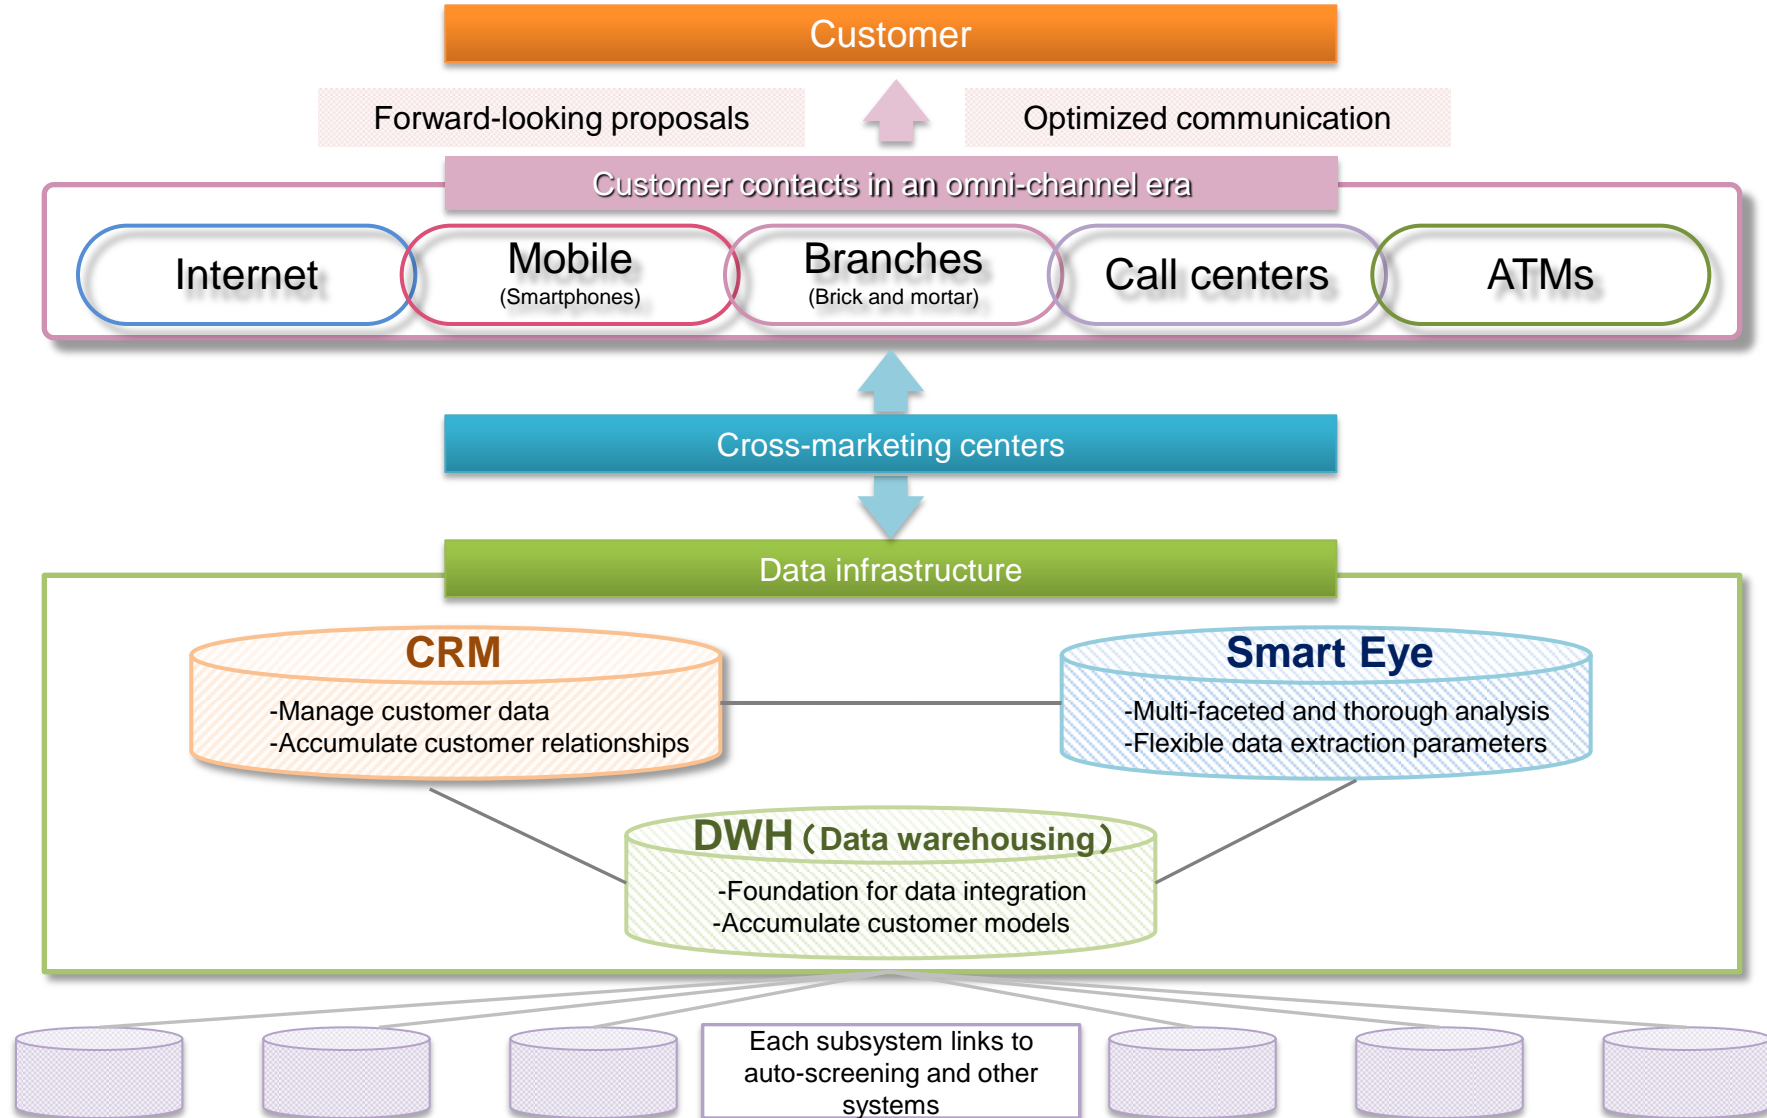 Customer
Forward-looking proposals
Optimized communication
Customer contacts in an omni-channel era
Internet
Mobile
(Smartphones)
Branches
(Brick and mortar)
Call centers
ATMs
Cross-marketing centers
Data infrastructure
CRM
-Manage customer data
-Accumulate customer relationships
Smart Eye
-Multi-faceted and thorough analysis
-Flexible data extraction parameters
DWH（Data warehousing）
-Foundation for data integration
-Accumulate customer models
Each subsystem links to
auto-screening and other
systems